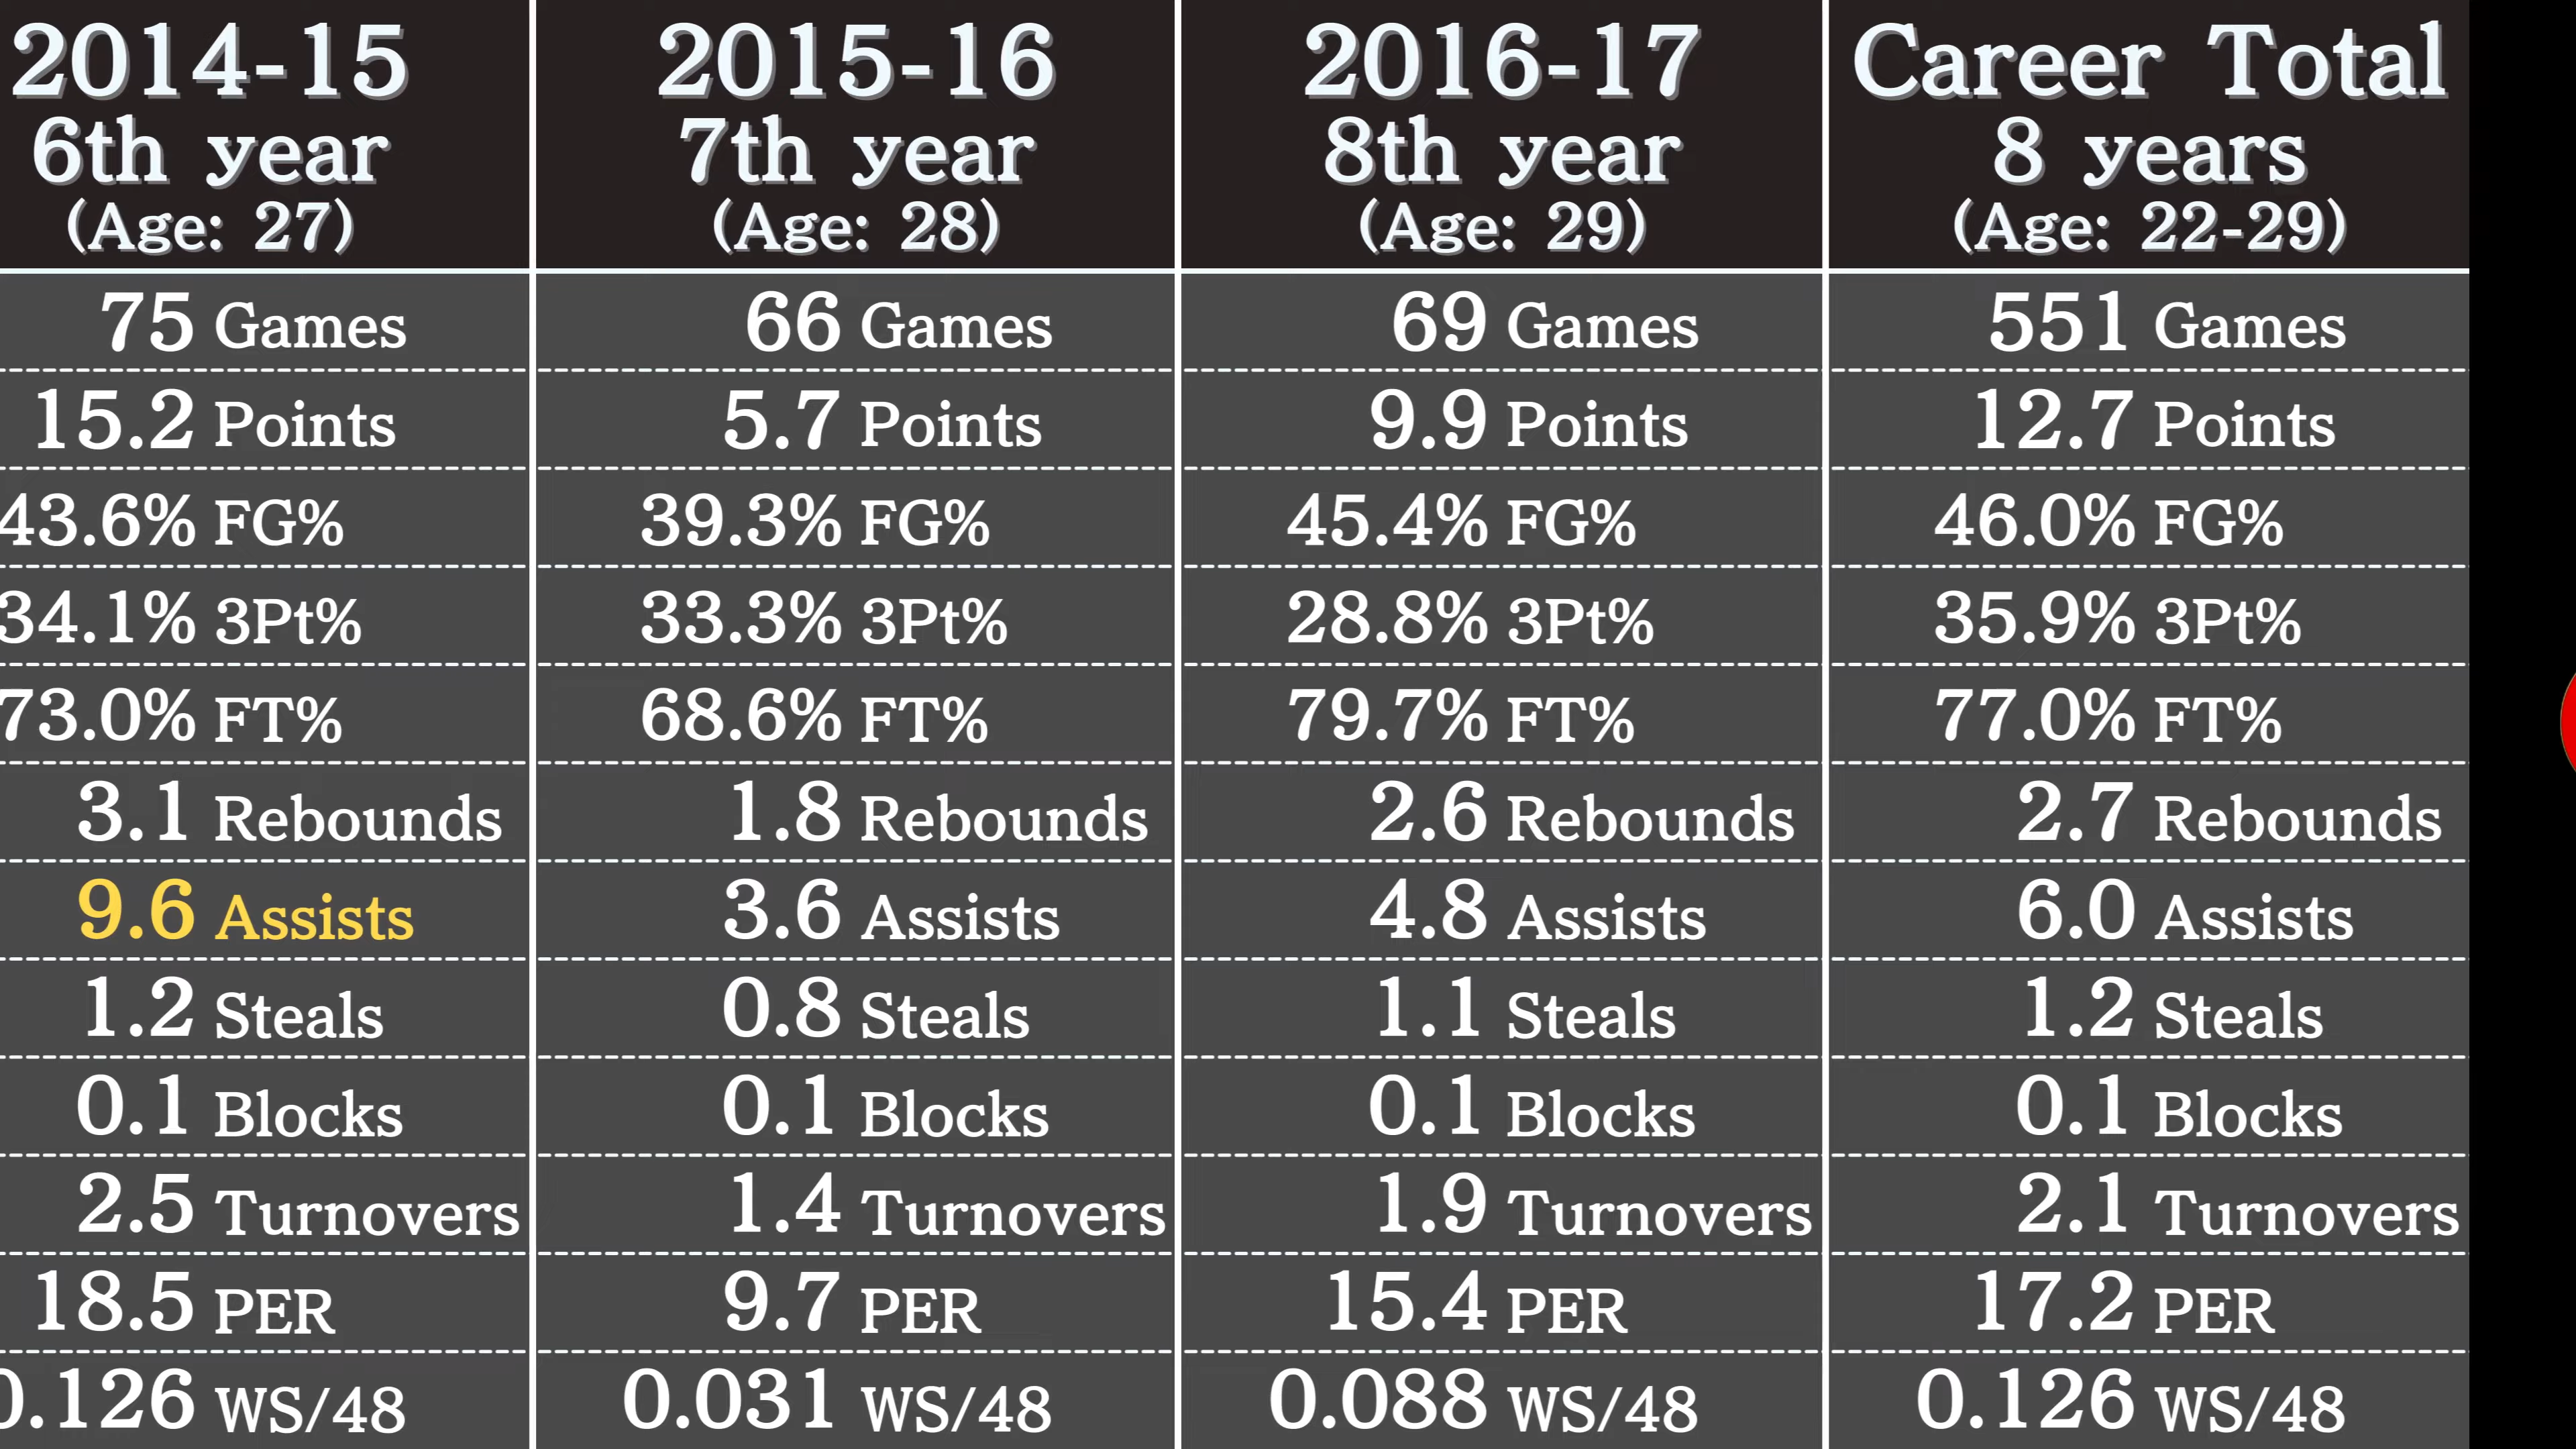 2014-15 2015-16 2016-17 Career Total
6th year 7th year 8th year 8 years
(Age: 27) (Age: 28) (Age: 29) (Age: 22-29)
75 Games 66 Games 69 Games 551 Games
15.2 Points 5.7 Points 9.9 Points 12.7 Points
43.6% FG% 39.3% FG% 45.4% FG% 46.0% FG%
34.1% 3Pt% 33.3% 3Pt% 28.8% 3Pt% 35.9% 3Pt%
73.0% FT% 68.6% FT% 79.7% FT% 77.0% FT%
3.1 Rebounds 1.8 Rebounds 2.6 Rebounds 2.7 Rebounds
9.6 Assists 3.6 Assists 4.8 Assists 6.0 Assists
1.2 Steals 0.8 Steals 1.1 Steals 1.2 Steals
0.1 Blocks 0.1 Blocks 0.1 Blocks 0.1 Blocks
2.5 Turnovers 1.4 Turnovers 1.9 Turnovers 2.1 Turnovers
18.5 PER 9.7 PER 15.4 PER 17.2 PER
0.126 WS/48 0.031 WS/48 0.088 WS/48 0.126 WS/48